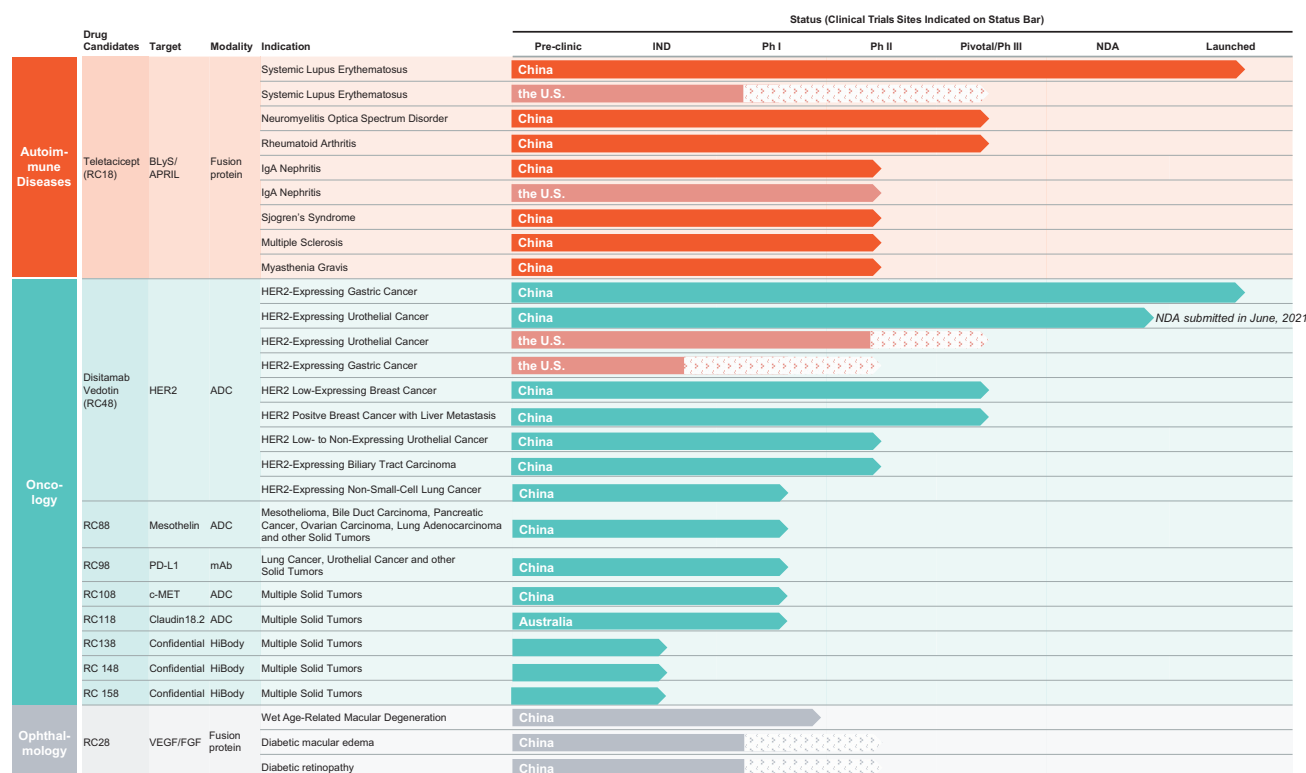 Status (Clinical Trials Sites Indicated on Status Bar)
Drug
Candidates Target Modality Indication Pre-clinic IND Ph I Ph II Pivotal/Ph III NDA Launched
Autoim-
mune
Diseases
Teletacicept
(RC18)
BLyS/
APRIL
Fusion
protein
Systemic Lupus Erythematosus China
Systemic Lupus Erythematosus the U.S.
Neuromyelitis Optica Spectrum Disorder China
Rheumatoid Arthritis China
IgA Nephritis China
IgA Nephritis the U.S.
Sjogren's Syndrome China
Multiple Sclerosis China
Myasthenia Gravis China
Onco-
logy
Disitamab
Vedotin
(RC48)
HER2 ADC
HER2-Expressing Gastric Cancer China
HER2-Expressing Urothelial Cancer China NDA submitted in June, 2021
HER2-Expressing Urothelial Cancer the U.S.
HER2-Expressing Gastric Cancer the U.S.
HER2 Low-Expressing Breast Cancer China
HER2 Positve Breast Cancer with Liver Metastasis China
HER2 Low- to Non-Expressing Urothelial Cancer China
HER2-Expressing Biliary Tract Carcinoma China
HER2-Expressing Non-Small-Cell Lung Cancer China
RC88 Mesothelin ADC
Mesothelioma, Bile Duct Carcinoma, Pancreatic
Cancer, Ovarian Carcinoma, Lung Adenocarcinoma
and other Solid Tumors
China
RC98 PD-L1 mAb
Lung Cancer, Urothelial Cancer and other
Solid Tumors
China
RC108 c-MET ADC Multiple Solid Tumors China
RC118 Claudin18.2 ADC Multiple Solid Tumors Australia
RC138 Confidential HiBody Multiple Solid Tumors
RC 148 Confidential HiBody Multiple Solid Tumors
RC 158 Confidential HiBody Multiple Solid Tumors
Ophthal-
mology
RC28 VEGF/FGF
Fusion
protein
Wet Age-Related Macular Degeneration China
Diabetic macular edema China
Diabetic retinopathy China